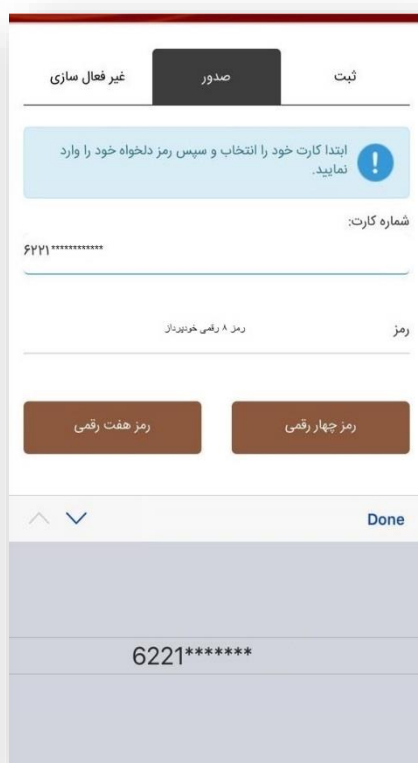 ثبت
صدور
غیر فعال سازی
ابتدا کارت خود را انتخاب و سپس رمز دلخواه خود را وارد
نمایید.
شماره کارت:
۶۲۲۱************
رمز
رمز ۸ رقمی خودپرداز
رمز چهار رقمی
رمز هفت رقمی
Done
6221*******